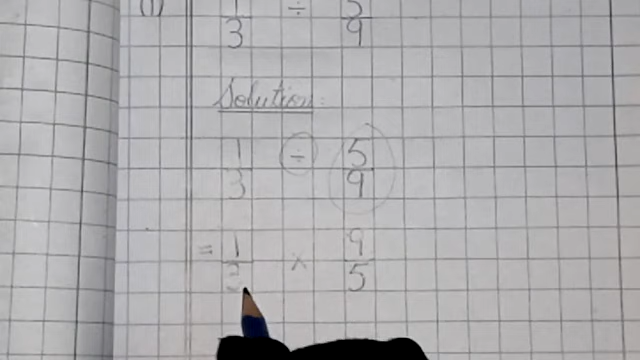 (i) 1/3 ÷ 5/9
Solution:
1/3 ÷ 5/9
= 1/3 × 9/5